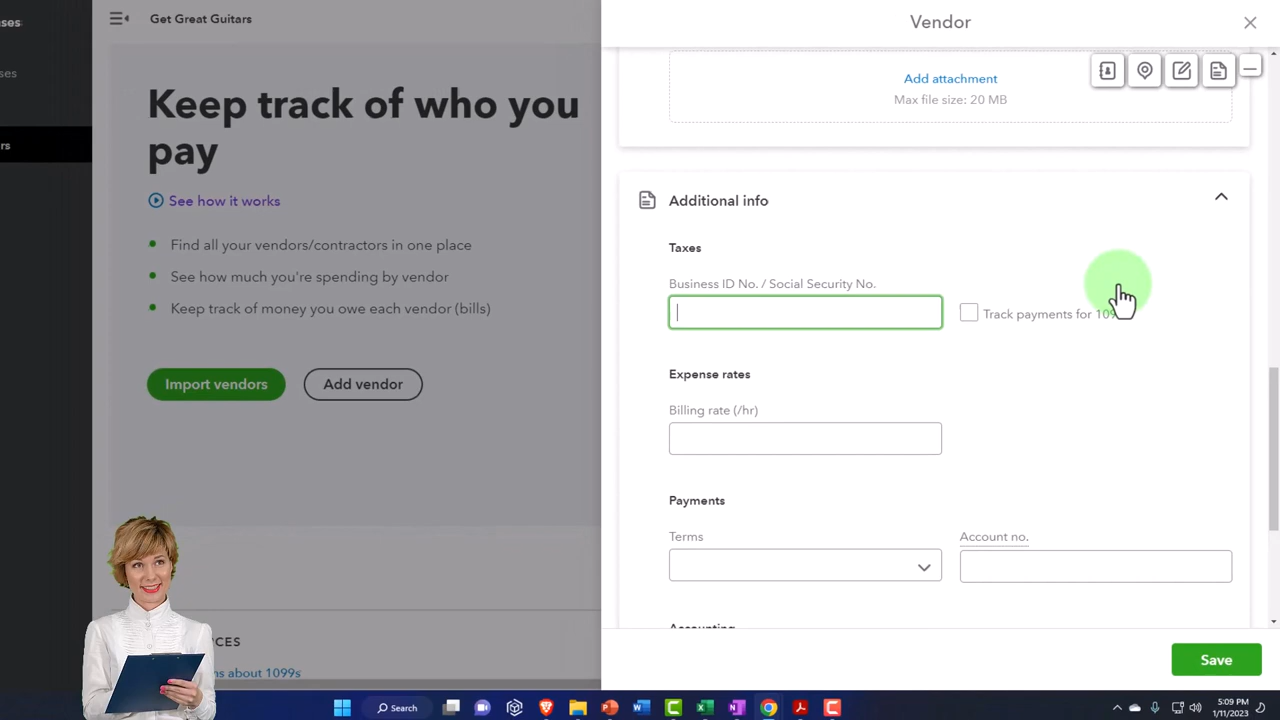 Get Great Guitars
Vendor
Keep track of who you
pay
See how it works
Find all your vendors/contractors in one place
See how much you're spending by vendor
Keep track of money you owe each vendor (bills)
Import vendors
Add vendor
Add attachment
Max file size: 20 MB
Additional info
Taxes
Business ID No. / Social Security No.
Track payments for
Expense rates
Billing rate (/hr)
Payments
Terms
Account no.
Save
about 1099s
Search
5:09 PM
1/11/2023